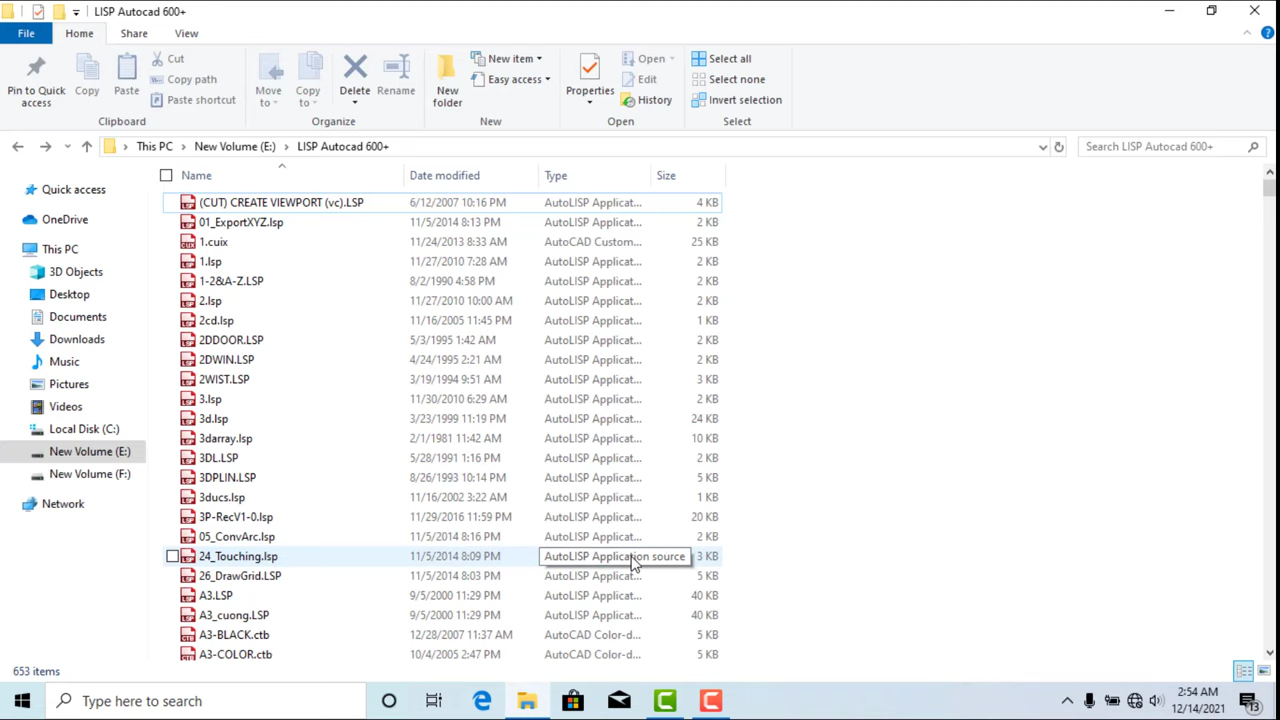 LISP Autocad 600+
File Home Share View
Pin to Quick access
Copy
Paste
Cut
Copy path
Paste shortcut
Clipboard
Move to
Copy to
Delete
Rename
Organize
New folder
New item
Easy access
New
Properties
Open
Edit
History
Open
Select all
Select none
Invert selection
Select
This PC New Volume (E:) LISP Autocad 600+
Search LISP Autocad 600+
Quick access
OneDrive
This PC
3D Objects
Desktop
Documents
Downloads
Music
Pictures
Videos
Local Disk (C:)
New Volume (E:)
New Volume (F:)
Network
Name Date modified Type Size
(CUT) CREATE VIEWPORT (vc).LSP 6/12/2007 10:16 PM AutoLISP Applicat... 4 KB
01_ExportXYZ.lsp 11/5/2014 8:13 PM AutoLISP Applicat... 2 KB
1.cuix 11/24/2013 8:33 AM AutoCAD Custom... 25 KB
1.lsp 11/27/2010 7:28 AM AutoLISP Applicat... 2 KB
1-2&A-Z.LSP 8/2/1990 4:58 PM AutoLISP Applicat... 2 KB
2.lsp 11/27/2010 10:00 AM AutoLISP Applicat... 2 KB
2cd.lsp 11/16/2005 11:45 PM AutoLISP Applicat... 1 KB
2DDOOR.LSP 5/3/1995 1:42 AM AutoLISP Applicat... 2 KB
2DWIN.LSP 4/24/1995 2:21 AM AutoLISP Applicat... 2 KB
2WIST.LSP 3/19/1994 9:51 AM AutoLISP Applicat... 3 KB
3.lsp 11/30/2010 6:29 AM AutoLISP Applicat... 2 KB
3d.lsp 3/23/1999 11:19 PM AutoLISP Applicat... 24 KB
3darray.lsp 2/1/1981 11:42 AM AutoLISP Applicat... 10 KB
3DL.LSP 5/28/1991 1:16 PM AutoLISP Applicat... 2 KB
3DPLIN.LSP 8/26/1993 10:14 PM AutoLISP Applicat... 5 KB
3ducs.lsp 11/16/2002 3:22 AM AutoLISP Applicat... 1 KB
3P-RecV1-0.lsp 11/29/2016 11:59 PM AutoLISP Applicat... 20 KB
05_ConvArc.lsp 11/5/2014 8:16 PM AutoLISP Applicat... 2 KB
24_Touching.lsp 11/5/2014 8:09 PM AutoLISP Application source 3 KB
26_DrawGrid.LSP 11/5/2014 8:03 PM AutoLISP Applicat... 5 KB
A3.LSP 9/5/2000 11:29 PM AutoLISP Applicat... 40 KB
A3_cuong.LSP 9/5/2000 11:29 PM AutoLISP Applicat... 40 KB
A3-BLACK.ctb 12/28/2007 11:37 AM AutoCAD Color-d... 5 KB
A3-COLOR.ctb 10/4/2005 2:47 PM AutoCAD Color-d... 5 KB
653 items
Type here to search
2:54 AM
12/14/2021
13